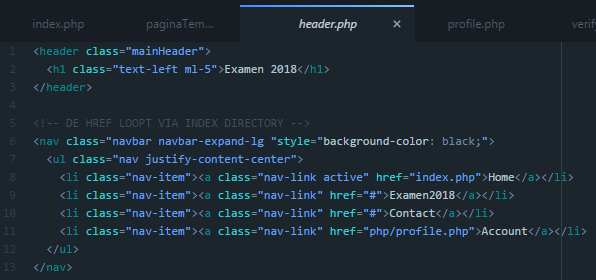 index.php paginaTem... header.php × profile.php verify
1 <header class="mainHeader">
2 <h1 class="text-left ml-5">Examen 2018</h1>
3 </header>
4
5 <!-- DE HREF LOOPT VIA INDEX DIRECTORY -->
6 <nav class="navbar navbar-expand-lg "style="background-color: black;">
7 <ul class="nav justify-content-center">
8 <li class="nav-item"><a class="nav-link active" href="index.php">Home</a></li>
9 <li class="nav-item"><a class="nav-link" href="#">Examen2018</a></li>
10 <li class="nav-item"><a class="nav-link" href="#">Contact</a></li>
11 <li class="nav-item"><a class="nav-link" href="php/profile.php">Account</a></li>
12 </ul>
13 </nav>